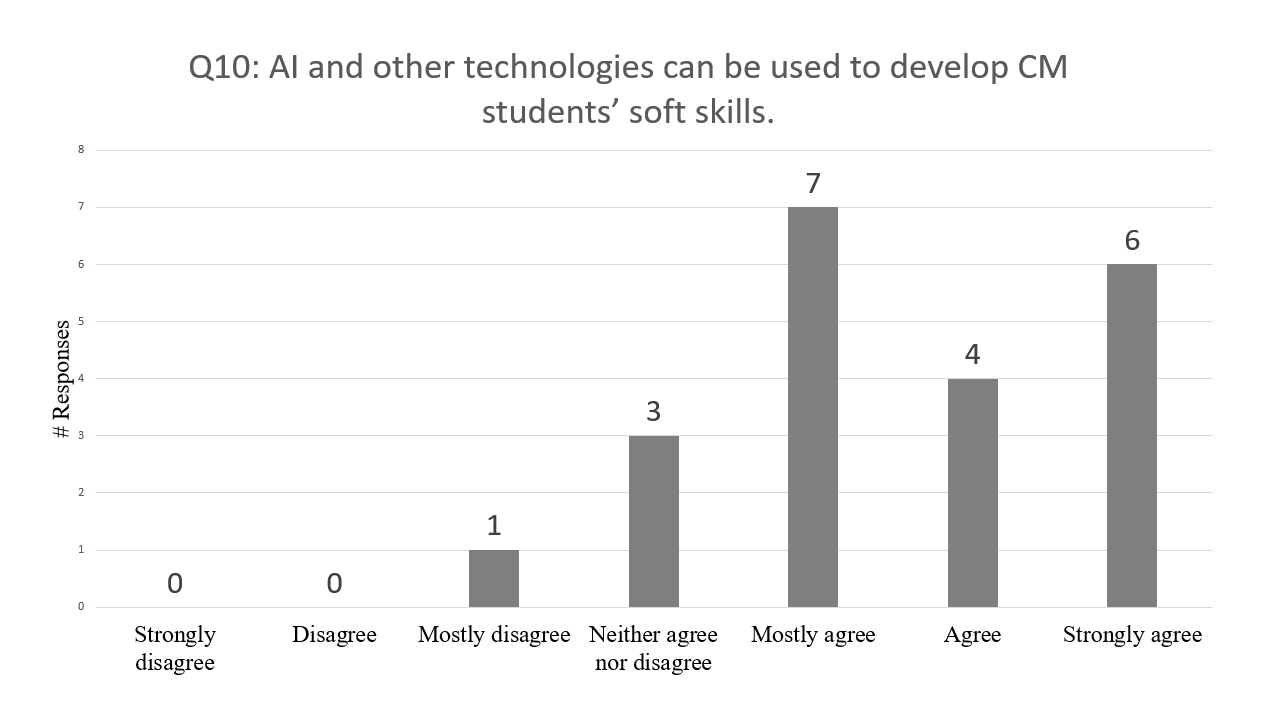 Q10: AI and other technologies can be used to develop CM
students’ soft skills.
8
7
6
5
4
3
2
1
0
# Responses
0
0
1
3
7
4
6
Strongly
disagree
Disagree
Mostly disagree
Neither agree
nor disagree
Mostly agree
Agree
Strongly agree